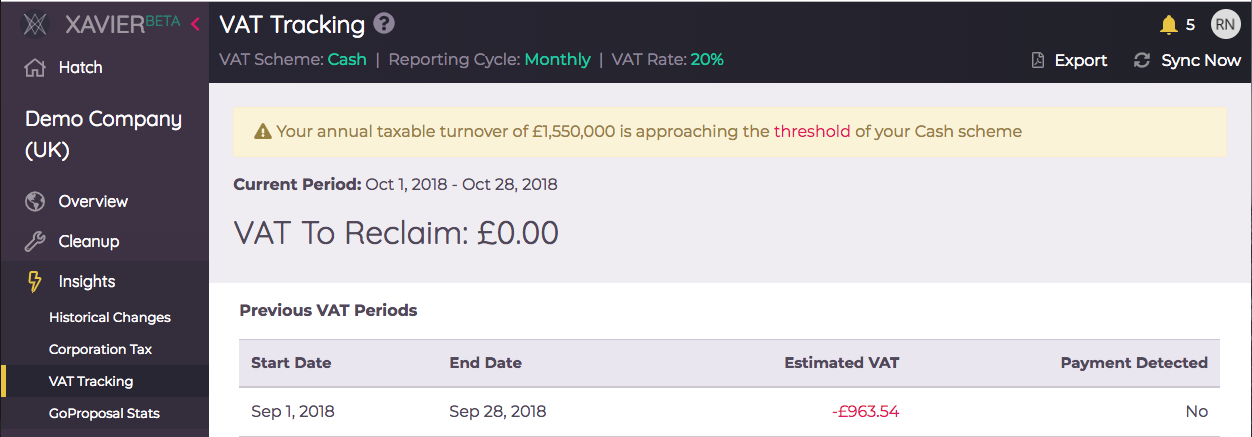 XAVIER BETA
VAT Tracking ?
5 RN
VAT Scheme: Cash | Reporting Cycle: Monthly | VAT Rate: 20%
Export Sync Now
Hatch
Demo Company
(UK)
Overview
Cleanup
Insights
Historical Changes
Corporation Tax
VAT Tracking
GoProposal Stats
Your annual taxable turnover of £1,550,000 is approaching the threshold of your Cash scheme
Current Period: Oct 1, 2018 - Oct 28, 2018
VAT To Reclaim: £0.00
Previous VAT Periods
Start Date End Date Estimated VAT Payment Detected
Sep 1, 2018 Sep 28, 2018 -£963.54 No